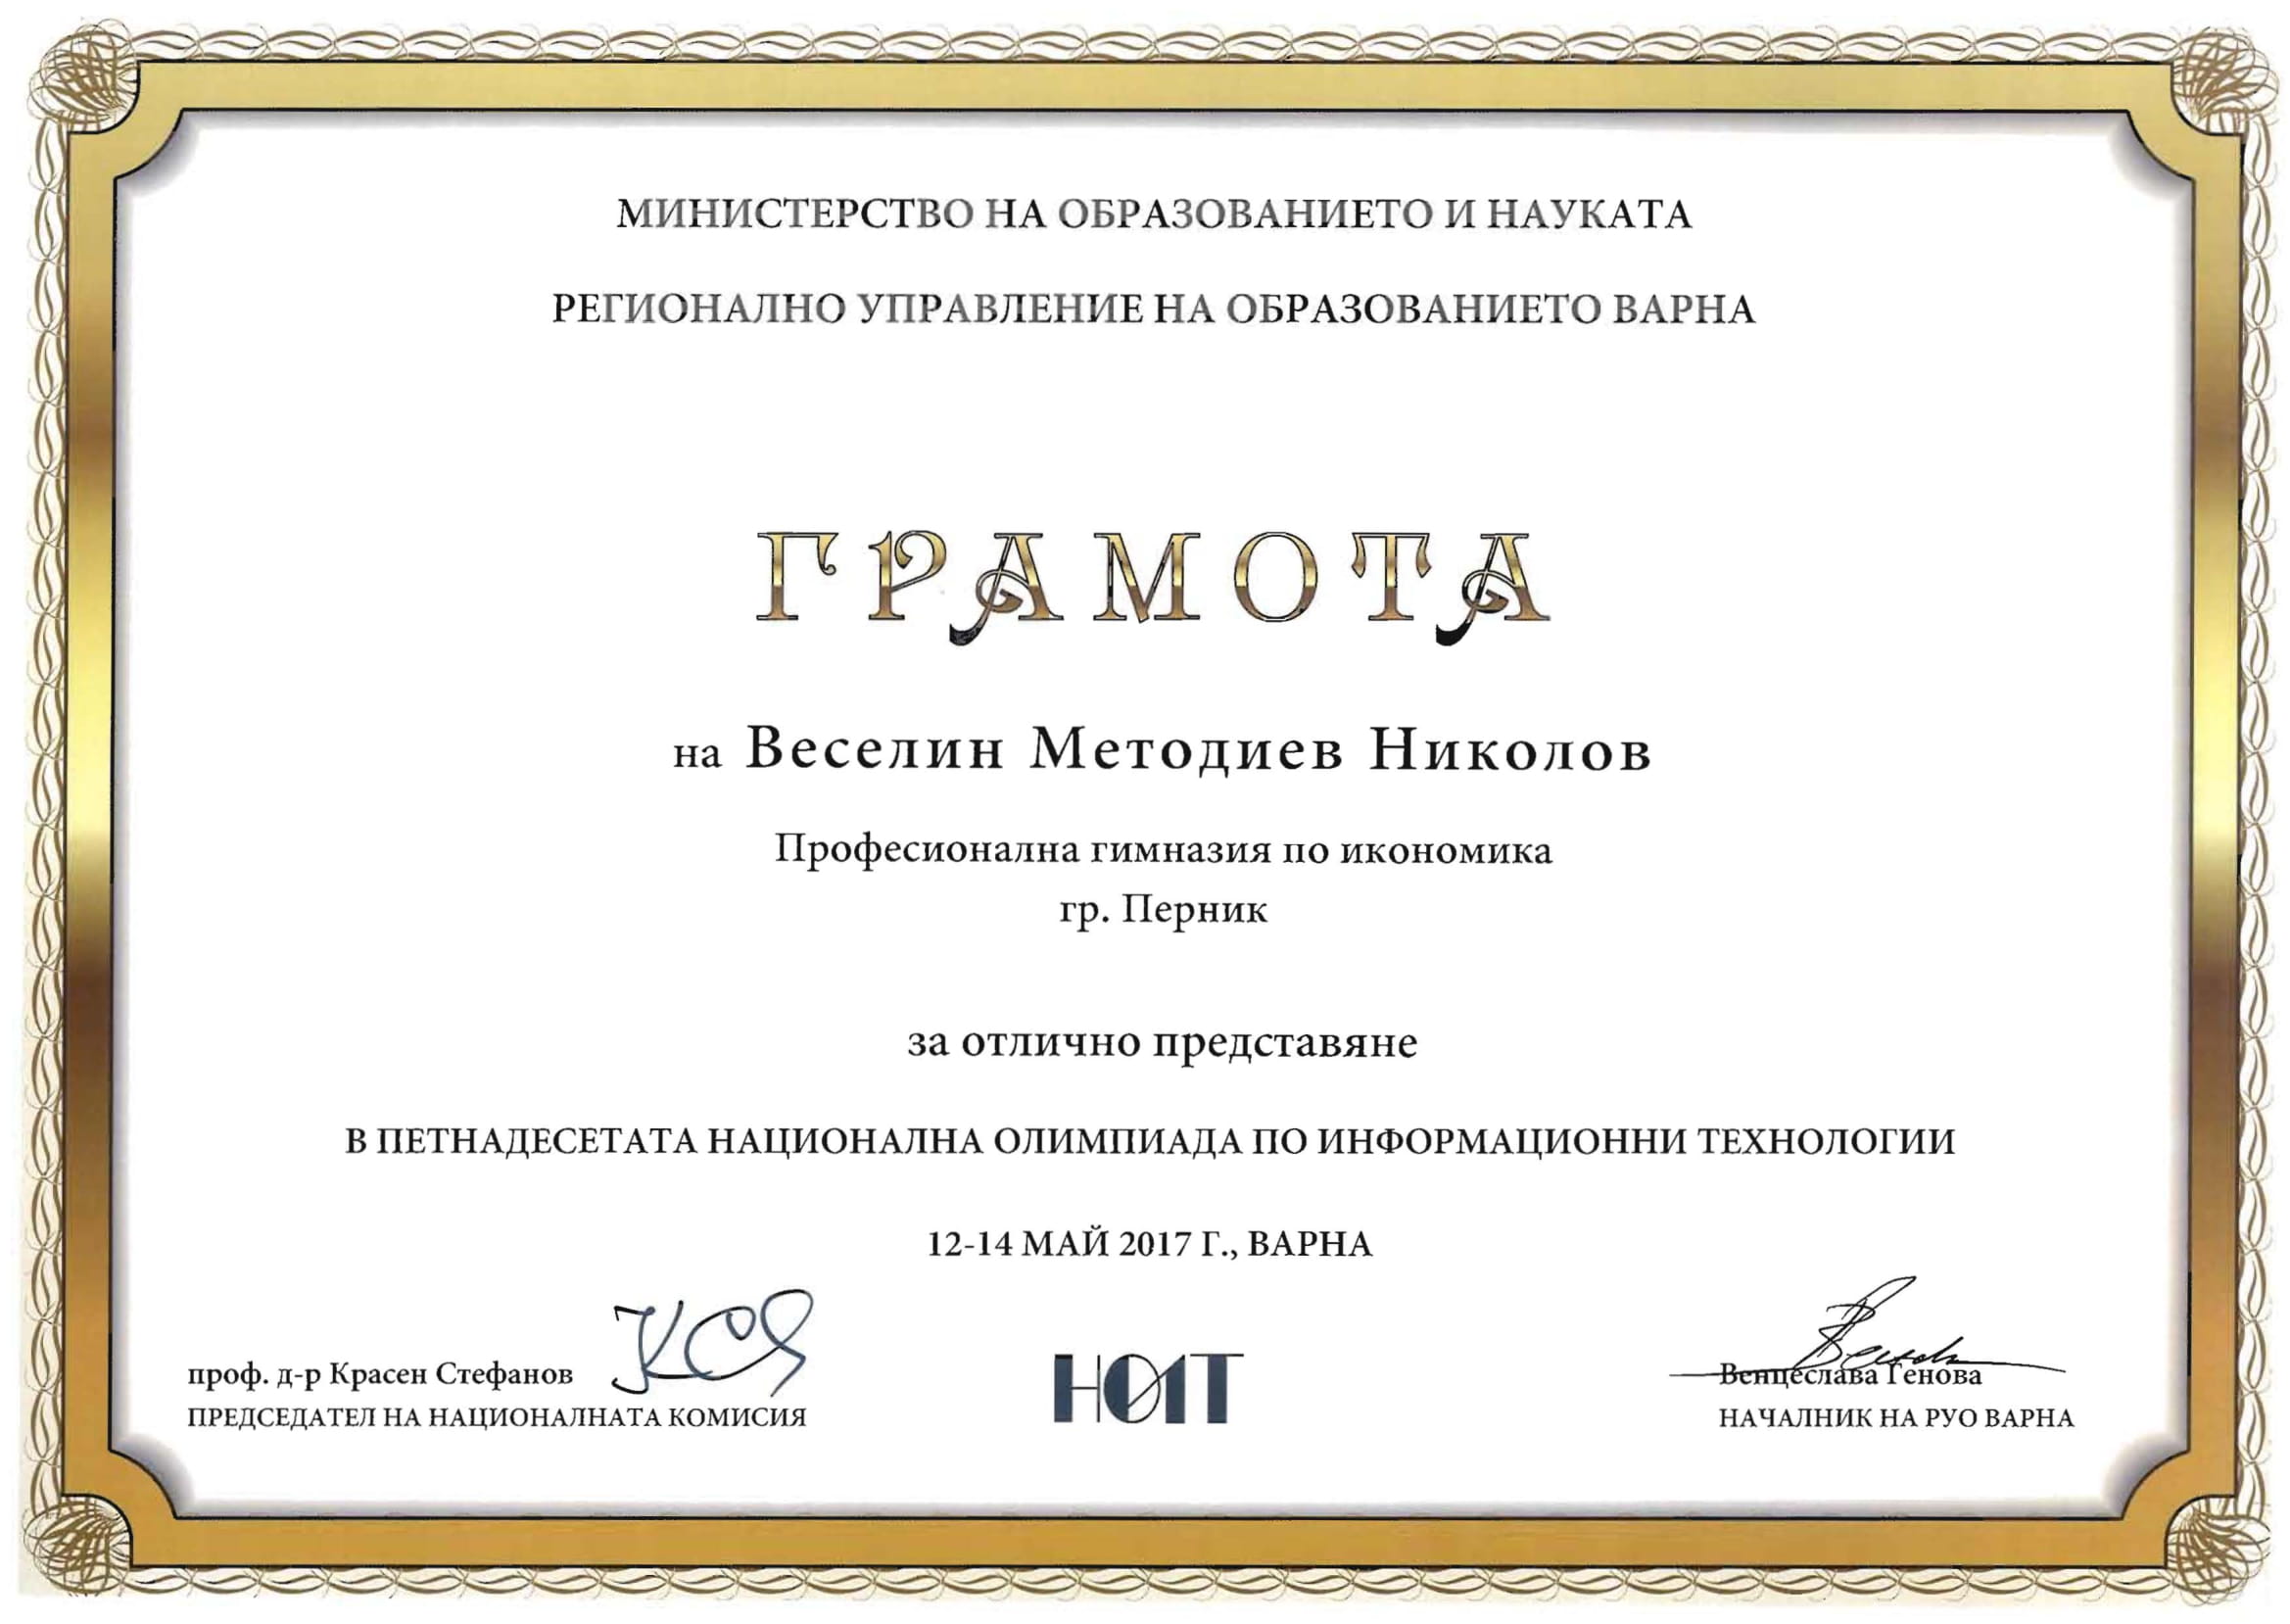 МИНИСТЕРСТВО НА ОБРАЗОВАНИЕТО И НАУКАТА
РЕГИОНАЛНО УПРАВЛЕНИЕ НА ОБРАЗОВАНИЕТО ВАРНА
ГРАМОТА
на Веселин Методиев Николов
Професионална гимназия по икономика
гр. Перник
за отлично представяне
В ПЕТНАДЕСЕТАТА НАЦИОНАЛНА ОЛИМПИАДА ПО ИНФОРМАЦИОННИ ТЕХНОЛОГИИ
12-14 МАЙ 2017 Г., ВАРНА
проф. д-р Красен Стефанов
ПРЕДСЕДАТЕЛ НА НАЦИОНАЛНАТА КОМИСИЯ
НОИТ
Венцеслава Генова
НАЧАЛНИК НА РУО ВАРНА